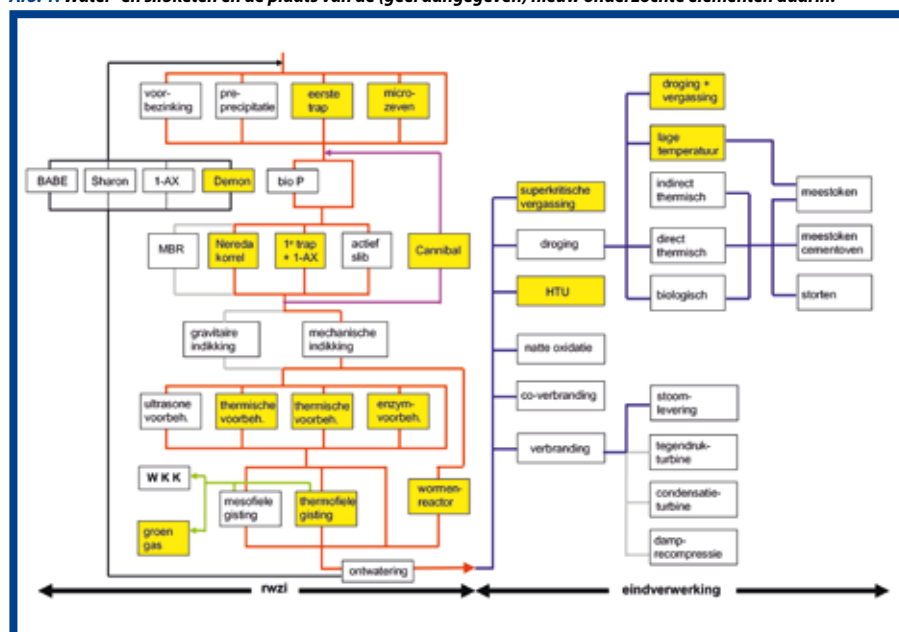 voor-
bezinking
pre-
precipitatie
eerste
trap
micro-
zeven
BABE
Sharon
1-AX
Demon
bio P
MBR
Nereda
korrel
1e trap
+ 1-AX
actief
slib
Cannibal
gravitaire
indikking
mechanische
indikking
ultrasone
voorbeh.
thermische
voorbeh.
thermische
voorbeh.
enzym-
voorbeh.
WKK
groen
gas
mesofiele
gisting
thermofiele
gisting
wormen-
reactor
ontwatering
rwzi
superkritische
vergassing
droging
HTU
natte oxidatie
co-verbranding
verbranding
droging +
vergassing
lage
temperatuur
indirect
thermisch
direct
thermisch
biologisch
meestoken
meestoken
cementoven
storten
stoom-
levering
tegendruk-
turbine
condensatie-
turbine
damp-
recompressie
eindverwerking